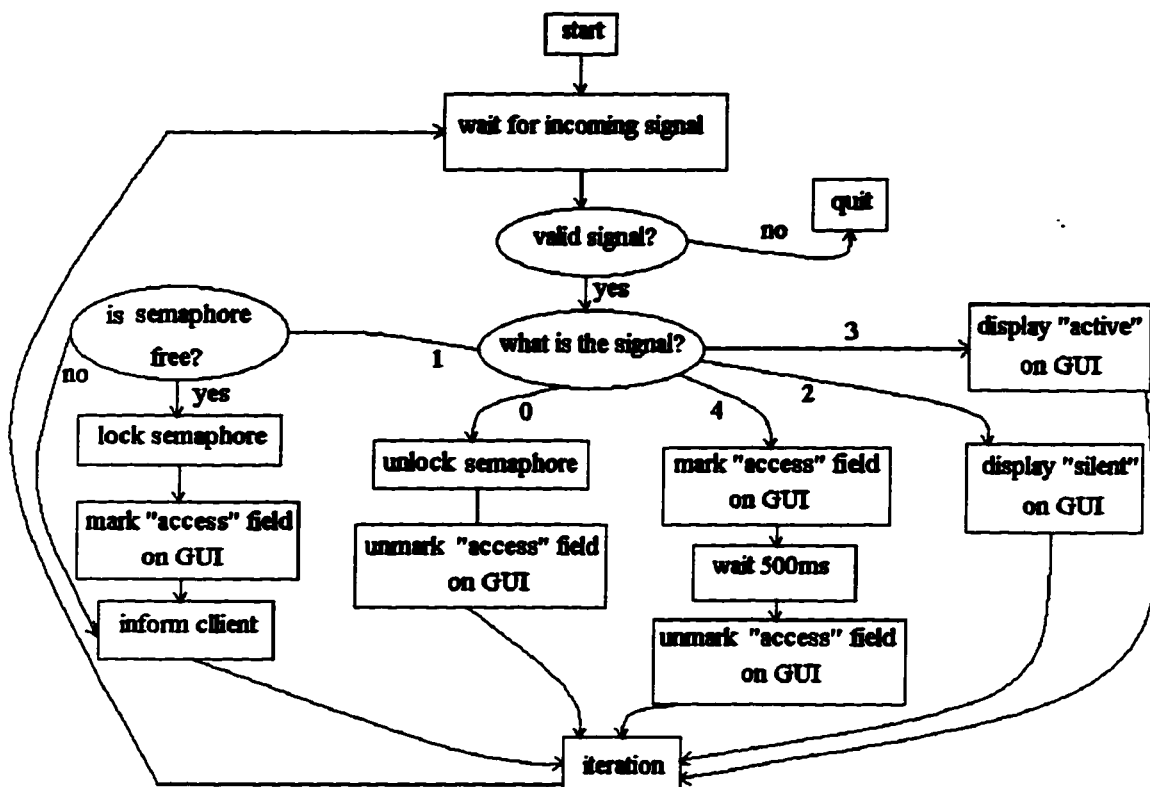 start
wait for incoming signal
quit
valid signal?
no
yes
is semaphore
free?
what is the signal?
1
3
display "active"
on GUI
no
yes
0
4
2
lock semaphore
unlock semaphore
mark "access" field
on GUI
display "silent"
on GUI
mark "access" field
on GUI
unmark "access" field
on GUI
wait 500ms
inform cllient
unmark "access" field
on GUI
iteration